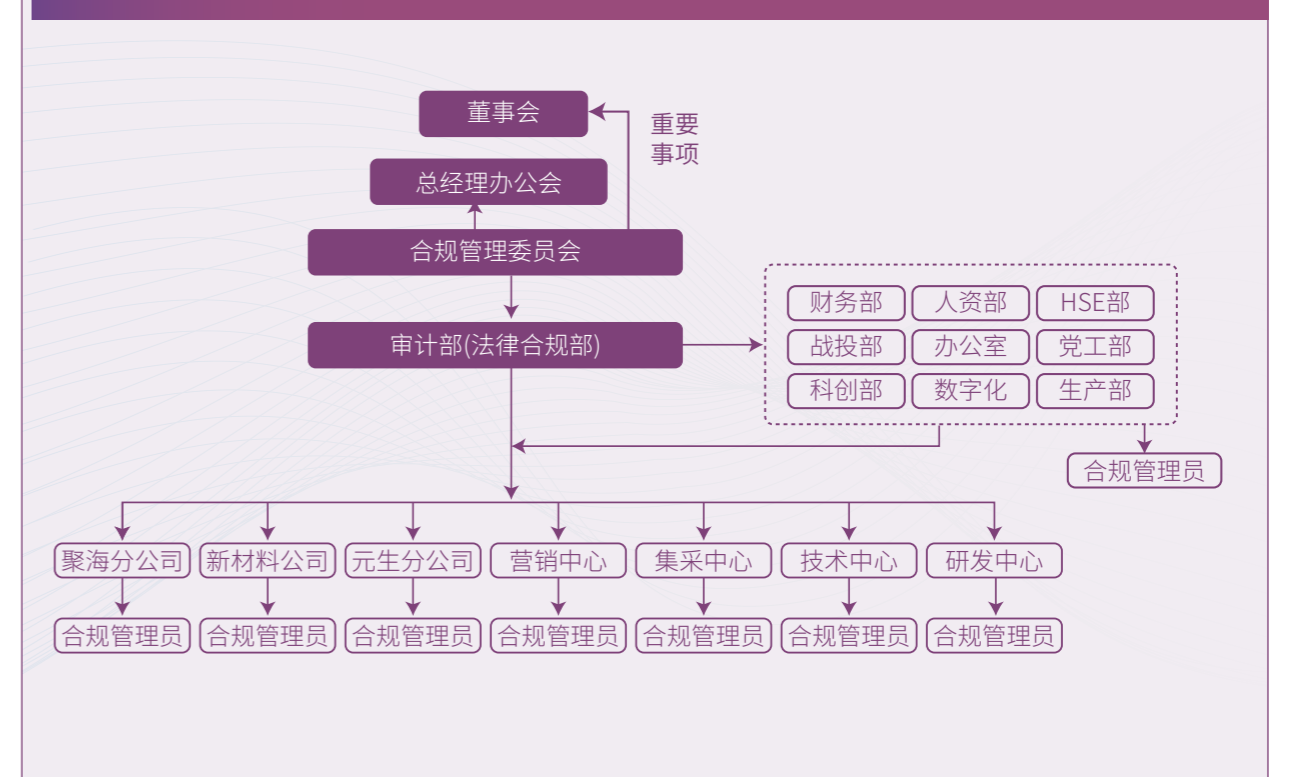 董事会
重要
事项
总经理办公会
合规管理委员会
审计部(法律合规部)
财务部 人资部 HSE部
战投部 办公室 党工部
科创部 数字化 生产部
合规管理员
聚海分公司 新材料公司 元生分公司 营销中心 集采中心 技术中心 研发中心
合规管理员 合规管理员 合规管理员 合规管理员 合规管理员 合规管理员 合规管理员